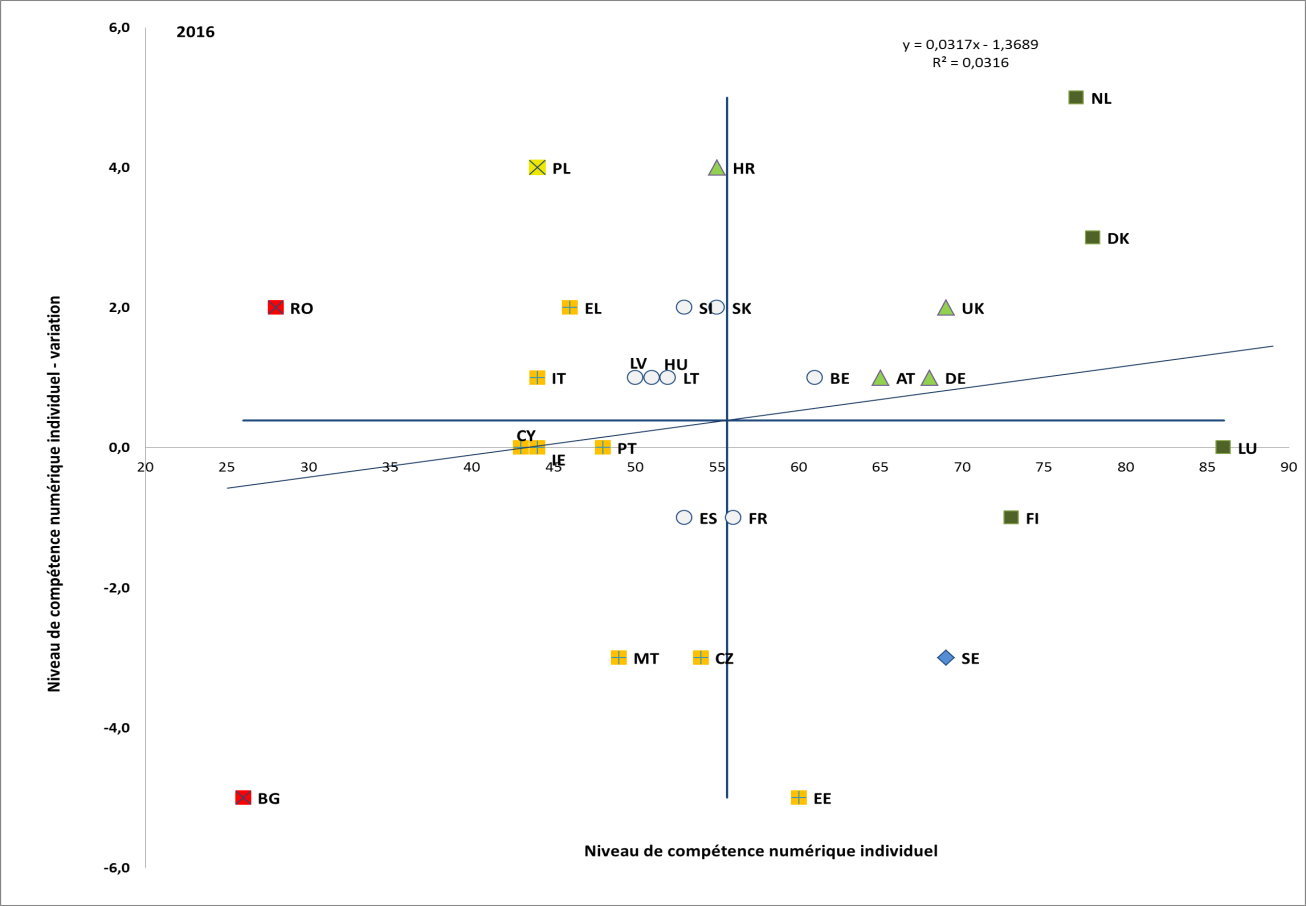 6,0
2016
y = 0,0317x - 1,3689
R² = 0,0316
NL
4,0
PL
HR
DK
2,0
RO
EL
SI
SK
UK
LV
HU
IT
LT
BE
AT
DE
CY
0,0
IE
PT
LU
20
25
30
35
40
45
50
55
60
65
70
75
80
85
90
ES
FR
FI
-2,0
MT
CZ
SE
-4,0
BG
EE
Niveau de compétence numérique individuel
-6,0
Niveau de compétence numérique individuel - variation